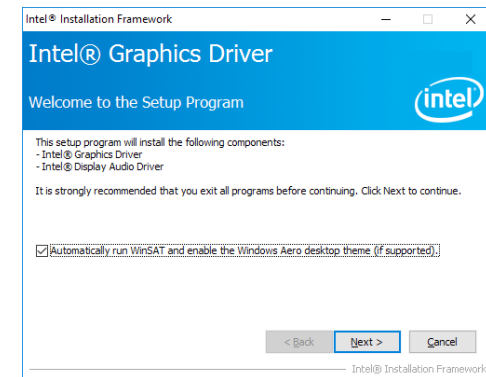 Intel® Installation Framework
Intel® Graphics Driver
Welcome to the Setup Program
intel
This setup program will install the following components:
- Intel® Graphics Driver
- Intel® Display Audio Driver
It is strongly recommended that you exit all programs before continuing. Click Next to continue.
Automatically run WinSAT and enable the Windows Aero desktop theme (if supported).
< Back Next > Cancel
Intel® Installation Framework